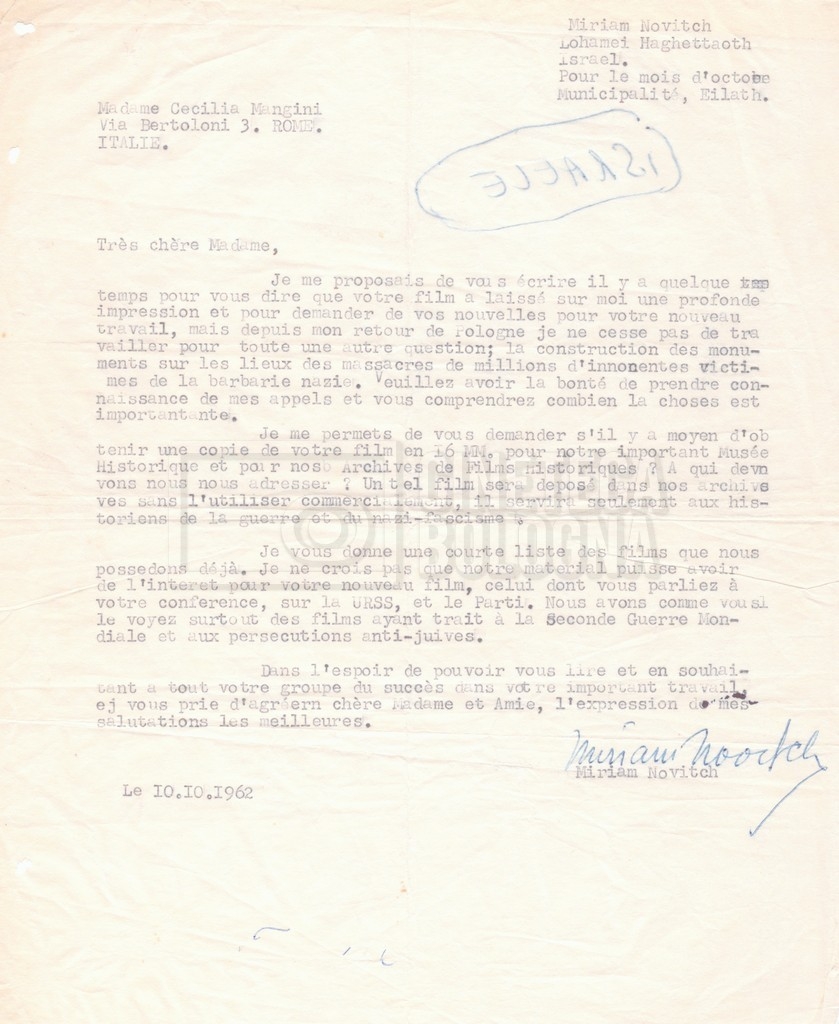 Miriam Novitch
Lohamei Haghettaoth
Israel.
Pour le mois d'octobe
Municipalité, Eilath.
Madame Cecilia Mangini
Via Bertoloni 3. ROME.
ITALIE.
ISRAELE
Très chère Madame,
Je me proposais de vous écrire il y a quelque
temps pour vous dire que votre film a laissé sur moi une profonde
impression et pour demander de vos nouvelles pour votre nouveau
travail, mais depuis mon retour de Pologne je ne cesse pas de tra
vailler pour toute une autre question; la construction des monu-
ments sur les lieux des massacres de millions d'innonentes victi-
mes de la barbarie nazie. Veuillez avoir la bonté de prendre con-
naissance de mes appels et vous comprendrez combien la choses est
importantante.
Je me permets de vous demander s'il y a moyen d'ob
tenir une copie de votre film en 16 MM. pour notre important Musée
Historique et pour nos Archives de Films Historiques ? A qui devn
vons nous nous adresser ? Un tel film sera deposé dans nos archive
ves sans l'utiliser commercialement, il servira seulement aux his-
toriens de la guerre et du nazi-fascisme .
Je vous donne une courte liste des films que nous
possedons déjà. Je ne crois pas que notre material puisse avoir
de l'interet pour votre nouveau film, celui dont vous parliez à
votre conference, sur la URSS, et le Parti. Nous avons comme vousl
le voyez surtout des films ayant trait à la Seconde Guerre Mon-
diale et aux persecutions anti-juives.
Dans l'espoir de pouvoir vous lire et en souhai-
tant a tout votre groupe du succès dans votre important travail,
ej vous prie d'agréern chère Madame et Amie, l'expression de mes
salutations les meilleures.
Miriam Novitch
Miriam Novitch
Le 10.10.1962
CINETECA
BOLOGNA